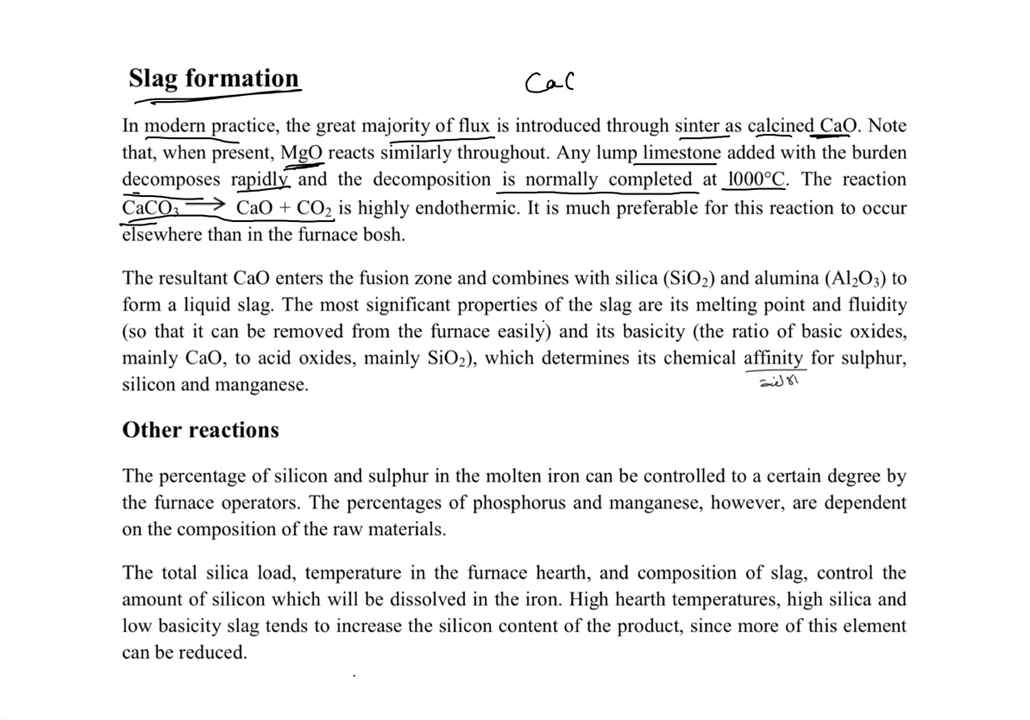 Slag formation
CaC
In modern practice, the great majority of flux is introduced through sinter as calcined CaO. Note
that, when present, MgO reacts similarly throughout. Any lump limestone added with the burden
decomposes rapidly and the decomposition is normally completed at 1000°C. The reaction
CaCO₃ → CaO + CO₂ is highly endothermic. It is much preferable for this reaction to occur
elsewhere than in the furnace bosh.
The resultant CaO enters the fusion zone and combines with silica (SiO₂) and alumina (Al₂O₃) to
form a liquid slag. The most significant properties of the slag are its melting point and fluidity
(so that it can be removed from the furnace easily) and its basicity (the ratio of basic oxides,
mainly CaO, to acid oxides, mainly SiO₂), which determines its chemical affinity for sulphur,
silicon and manganese.
Other reactions
The percentage of silicon and sulphur in the molten iron can be controlled to a certain degree by
the furnace operators. The percentages of phosphorus and manganese, however, are dependent
on the composition of the raw materials.
The total silica load, temperature in the furnace hearth, and composition of slag, control the
amount of silicon which will be dissolved in the iron. High hearth temperatures, high silica and
low basicity slag tends to increase the silicon content of the product, since more of this element
can be reduced.